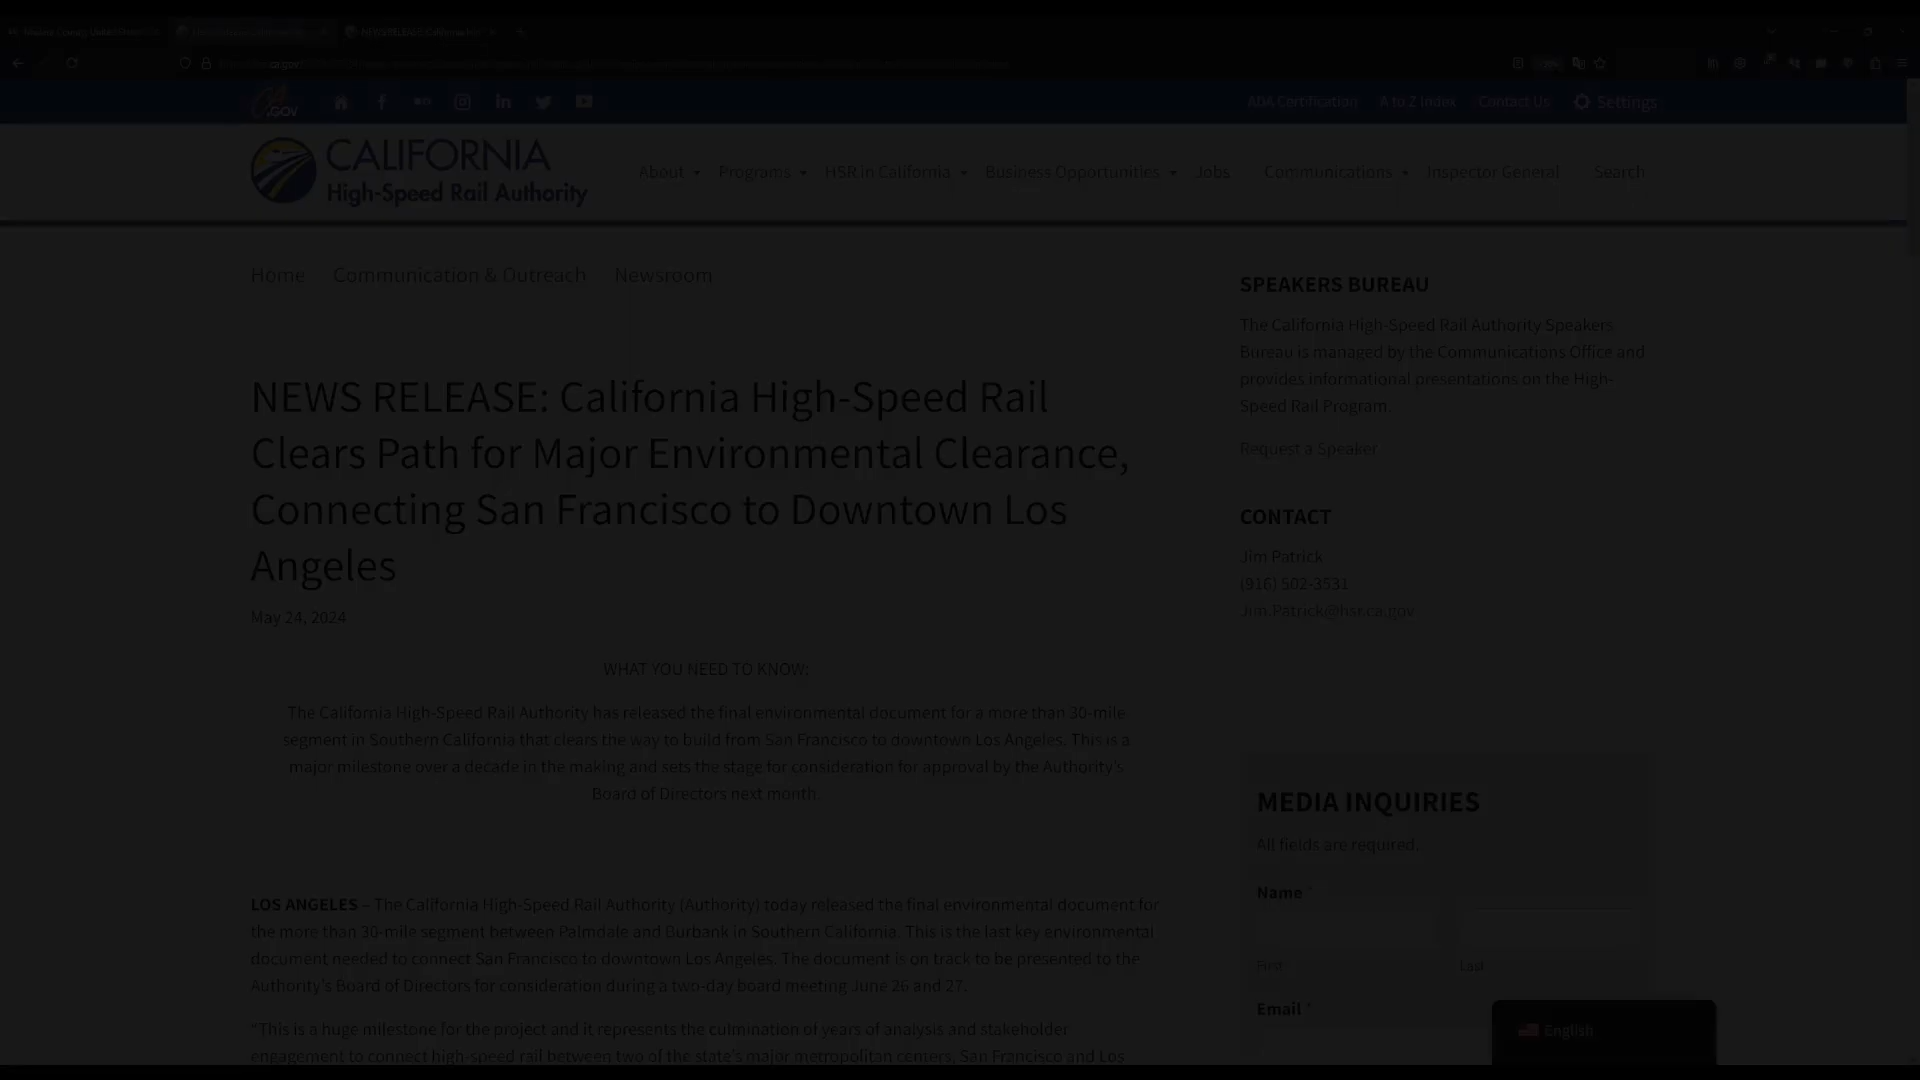 .GOV
ADA Certification A to Z Index Contact Us Settings
CALIFORNIA
High-Speed Rail Authority
About Programs HSR in California Business Opportunities Jobs Communications Inspector General Search
Home Communication & Outreach Newsroom
NEWS RELEASE: California High-Speed Rail
Clears Path for Major Environmental Clearance,
Connecting San Francisco to Downtown Los
Angeles
May 24, 2024
WHAT YOU NEED TO KNOW:
The California High-Speed Rail Authority has released the final environmental document for a more than 30-mile
segment in Southern California that clears the way to build from San Francisco to downtown Los Angeles. This is a
major milestone over a decade in the making and sets the stage for consideration for approval by the Authority's
Board of Directors next month.
LOS ANGELES – The California High-Speed Rail Authority (Authority) today released the final environmental document for
the more than 30-mile segment between Palmdale and Burbank in Southern California. This is the last key environmental
document needed to connect San Francisco to downtown Los Angeles. The document is on track to be presented to the
Authority's Board of Directors for consideration during a two-day board meeting June 26 and 27.
“This is a huge milestone for the project and it represents the culmination of years of analysis and stakeholder
engagement to connect high-speed rail between two of the state's major metropolitan centers, San Francisco and Los
SPEAKERS BUREAU
The California High-Speed Rail Authority Speakers
Bureau is managed by the Communications Office and
provides informational presentations on the High-
Speed Rail Program.
Request a Speaker
CONTACT
Jim Patrick
(916) 502-3531
Jim.Patrick@hsr.ca.gov
MEDIA INQUIRIES
All fields are required.
Name *
First Last
Email *
English